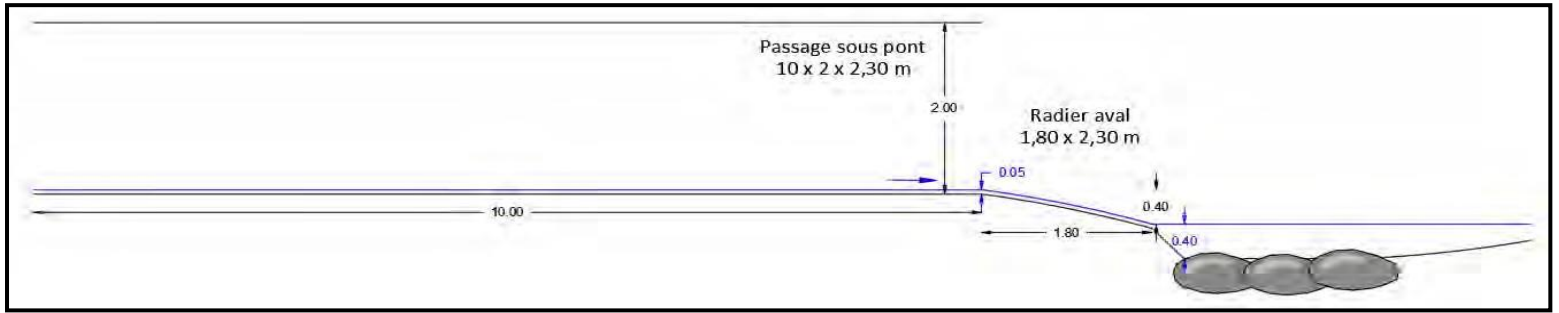 Passage sous pont
10 x 2 x 2,30 m
2.00
Radier aval
1,80 x 2,30 m
0.05
10.00
1.80
0.40
0.40